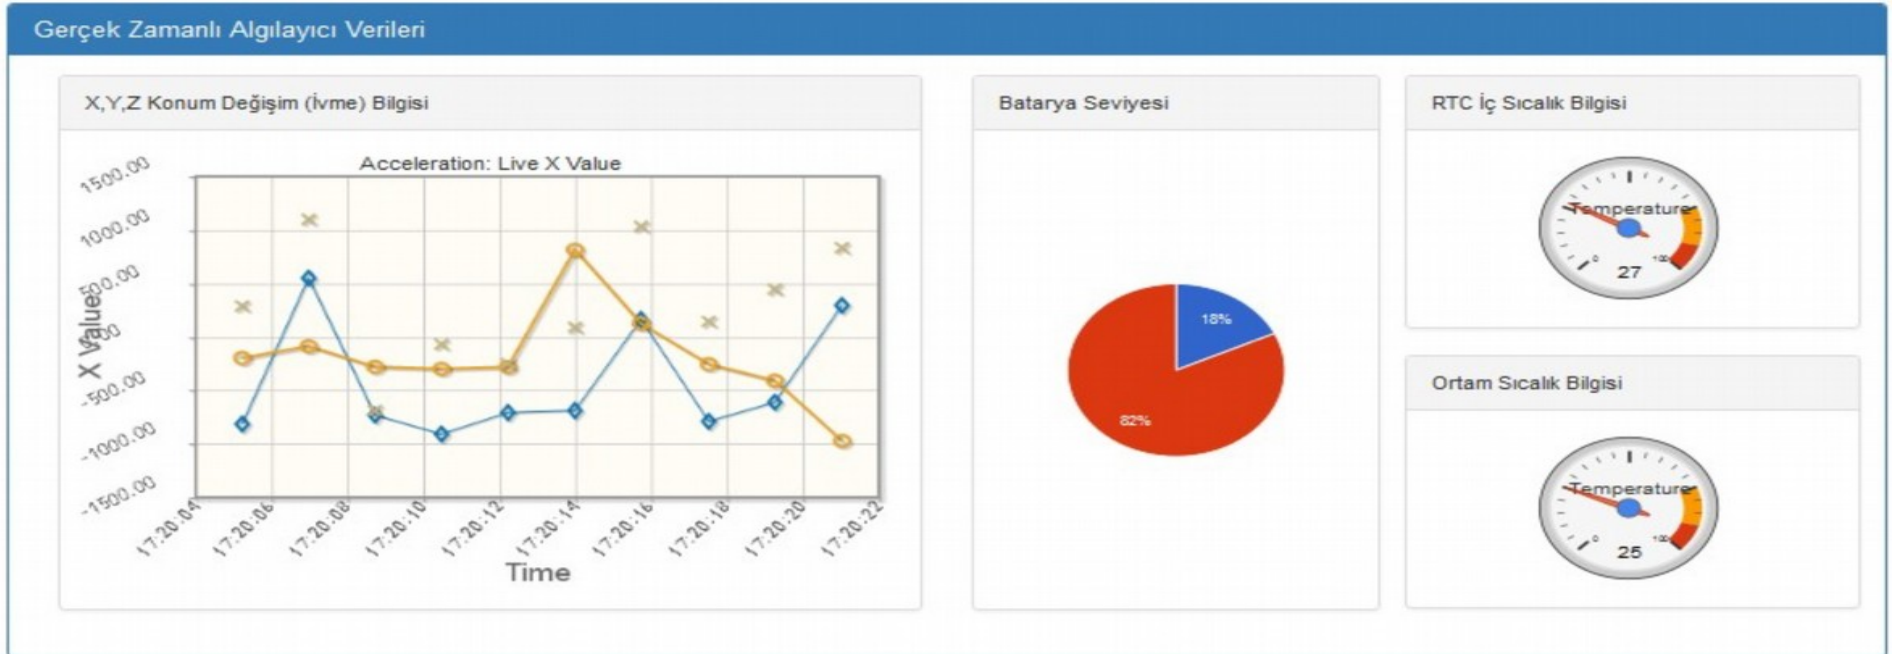 Gerçek Zamanlı Algılayıcı Verileri
X,Y,Z Konum Değişim (İvme) Bilgisi
Acceleration: Live X Value
1500.00
1000.00
500.00
0.00
-500.00
-1000.00
-1500.00
X Value
17:20:04
17:20:06
17:20:08
17:20:10
17:20:12
17:20:14
17:20:16
17:20:18
17:20:20
17:20:22
Time
Batarya Seviyesi
18%
82%
RTC İç Sıcalık Bilgisi
Temperature
0
100
27
Ortam Sıcalık Bilgisi
Temperature
0
100
25